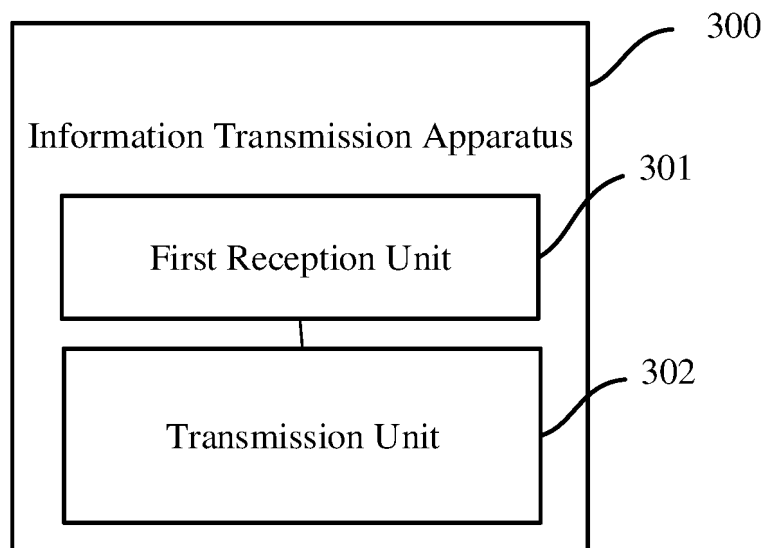 300
Information Transmission Apparatus
301
First Reception Unit
302
Transmission Unit